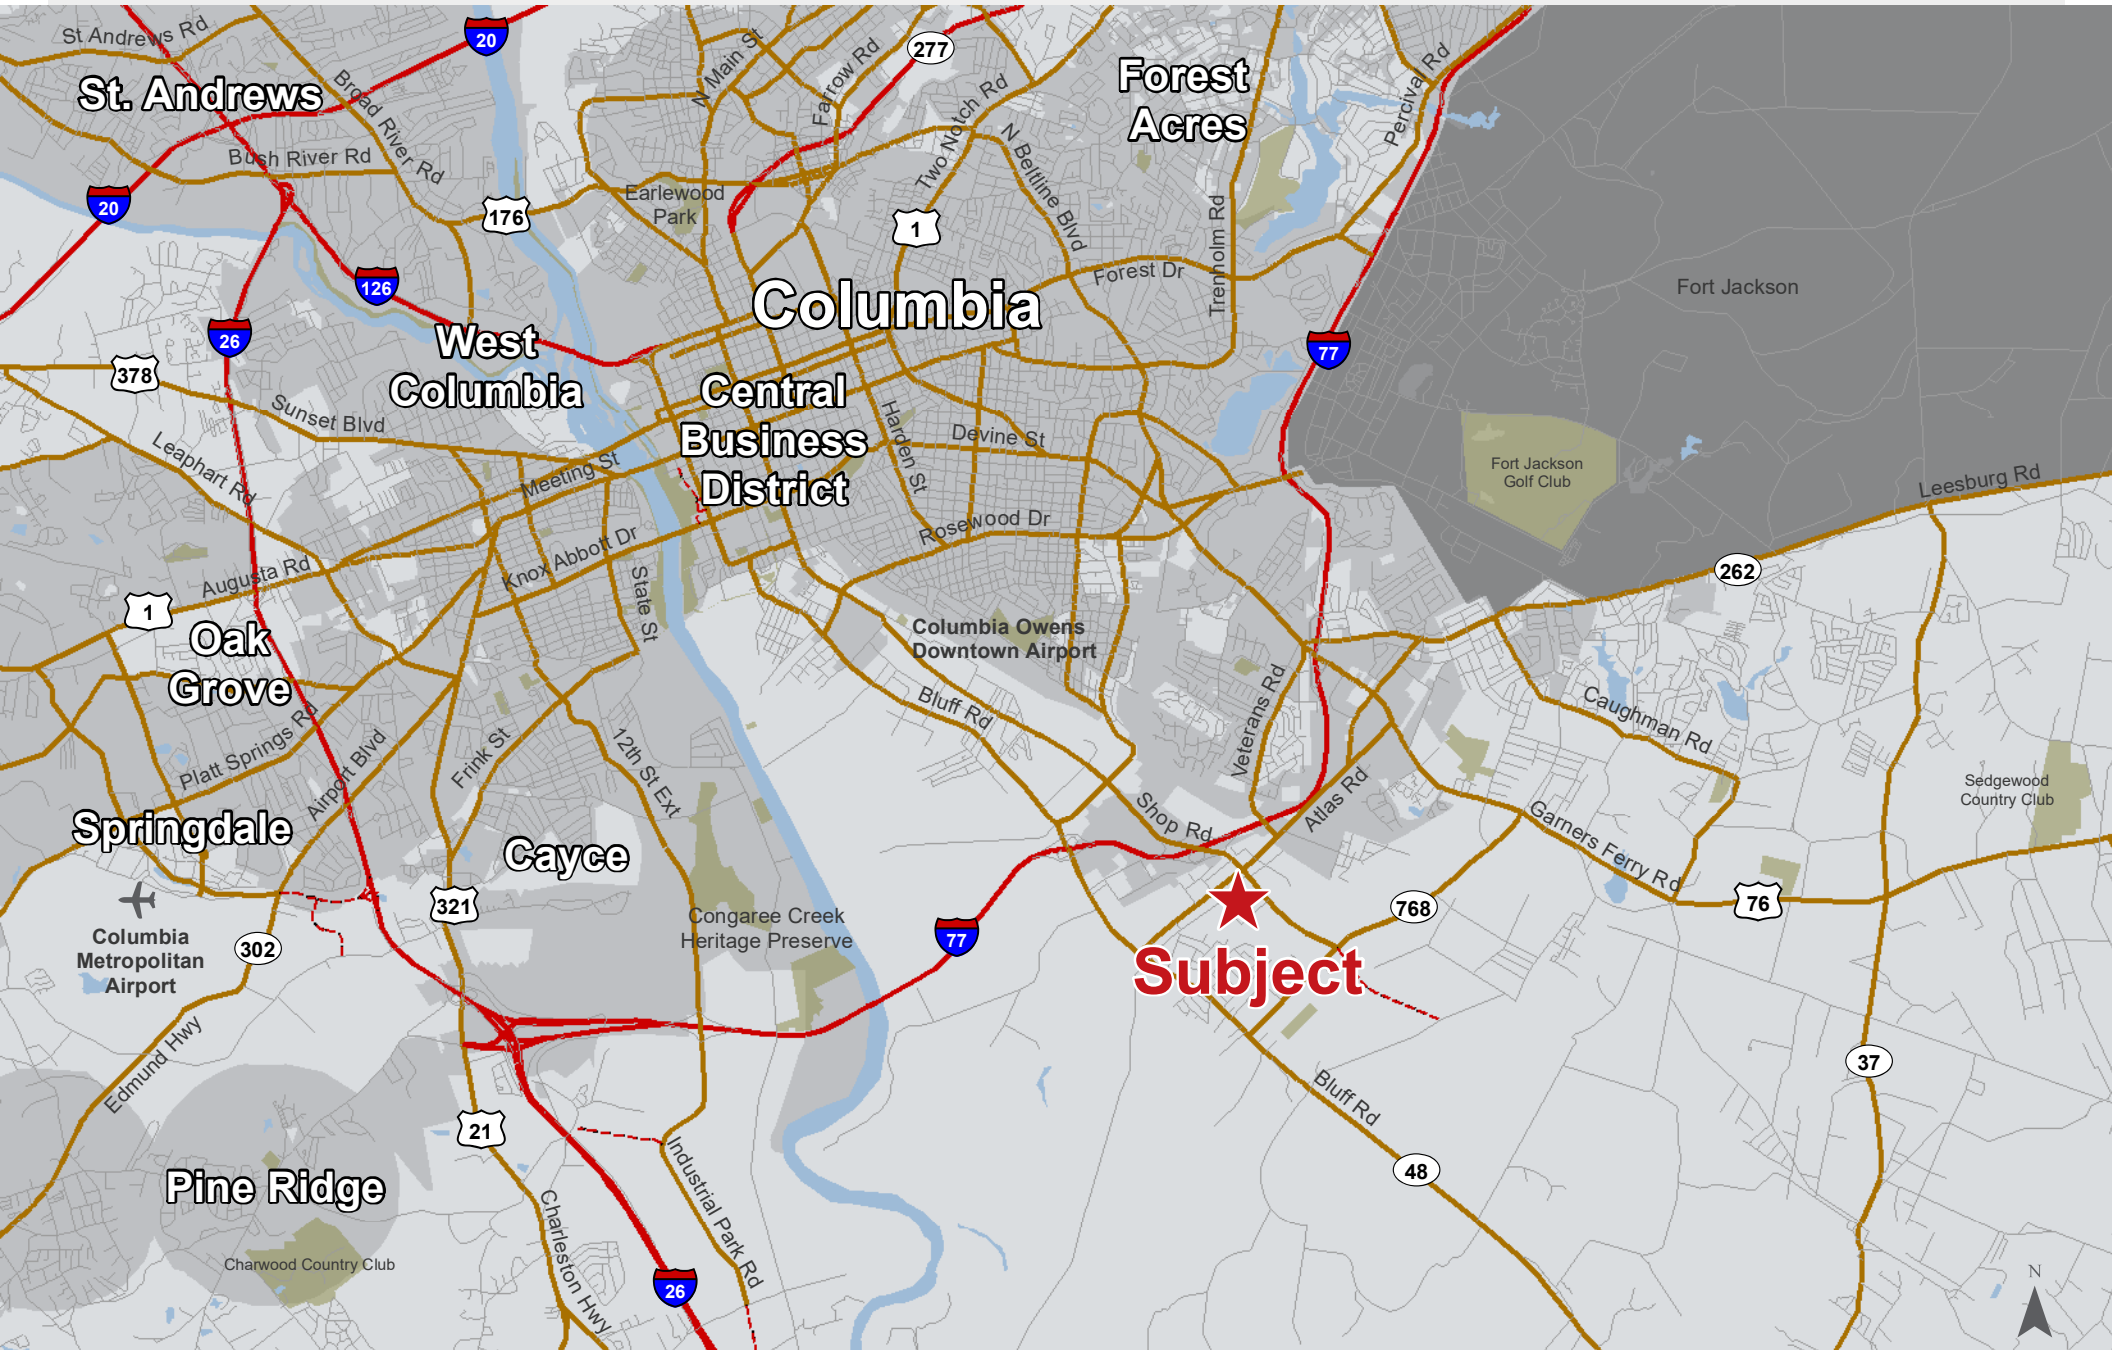 St Andrews Rd
20
N Main St
Farrow Rd
277
Forest
Acres
Percival Rd
St. Andrews
Broad River Rd
Two Notch Rd
N Beltline Blvd
Bush River Rd
20
176
Earlewood
Park
1
Trenholm Rd
Forest Dr
126
Fort Jackson
Columbia
26
West
Columbia
77
378
Sunset Blvd
Central
Business
District
Harden St
Devine St
Leaphart Rd
Meeting St
Fort Jackson
Golf Club
Leesburg Rd
Rosewood Dr
Knox Abbott Dr
Augusta Rd
State St
262
1
Oak
Grove
Columbia Owens
Downtown Airport
Bluff Rd
Veterans Rd
Caughman Rd
Platt Springs Rd
Airport Blvd
Frink St
12th St Ext
Sedgewood
Country Club
Springdale
Shop Rd
Atlas Rd
Garners Ferry Rd
Cayce
321
76
768
Congaree Creek
Heritage Preserve
77
Columbia
Metropolitan
Airport
302
Subject
Edmund Hwy
37
21
Bluff Rd
48
Industrial Park Rd
Pine Ridge
Charleston Hwy
Charwood Country Club
26
N